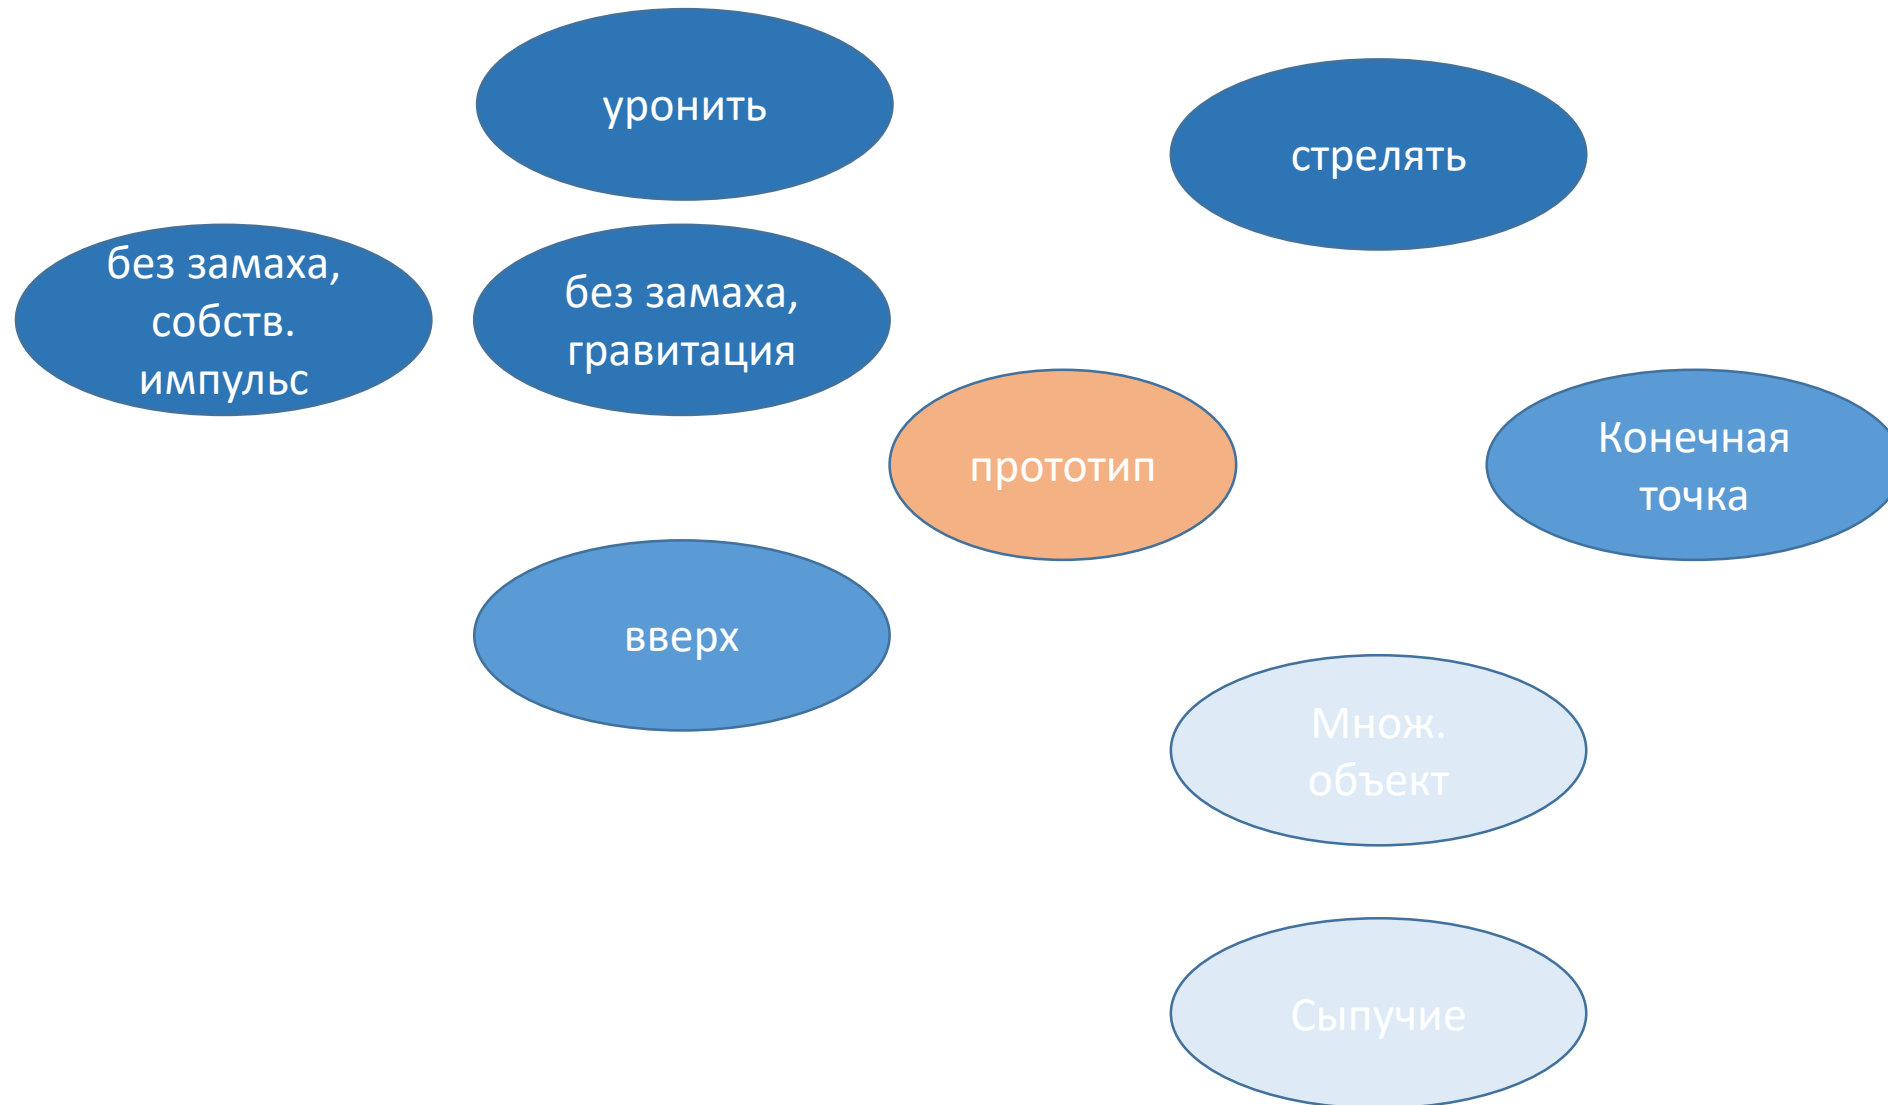 уронить
стрелять
без замаха,
собств.
импульс
без замаха,
гравитация
прототип
Конечная
точка
вверх
Множ.
объект
Сыпучие